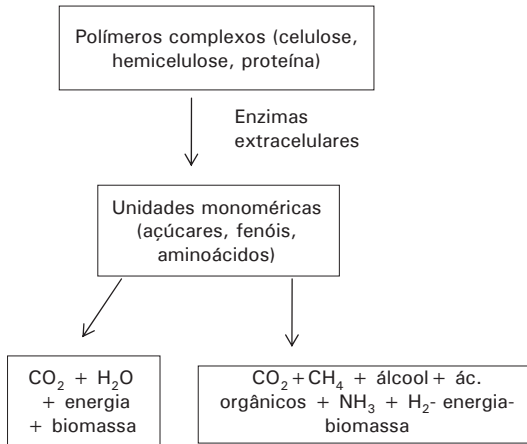 Polímeros complexos (celulose,
hemicelulose, proteína)
Enzimas
extracelulares
Unidades monoméricas
(açúcares, fenóis,
aminoácidos)
CO₂ + H₂O
+ energia
+ biomassa
CO₂+CH₄ + álcool+ ác.
orgânicos + NH₃ + H₂- energia-
biomassa